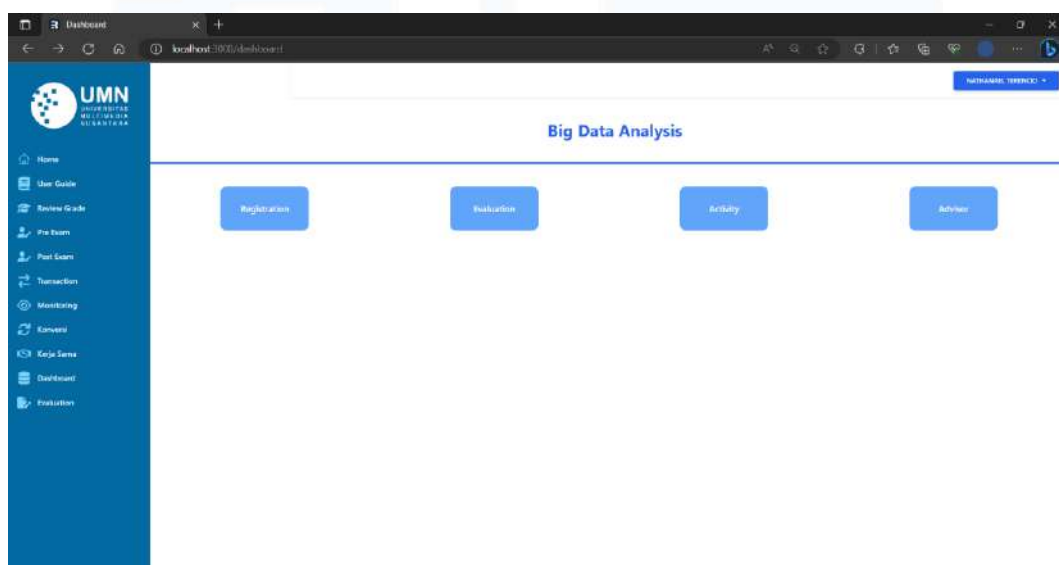 Dashboard
localhost:3000/dashboard
UMN
UNIVERSITAS
MULTIMEDIA
NUSANTARA
Big Data Analysis
Home
User Guide
Review Grade
Pre Exam
Post Exam
Transaction
Monitoring
Konversi
Kerja Sama
Dashboard
Evaluation
Registration
Evaluation
Activity
Advisor